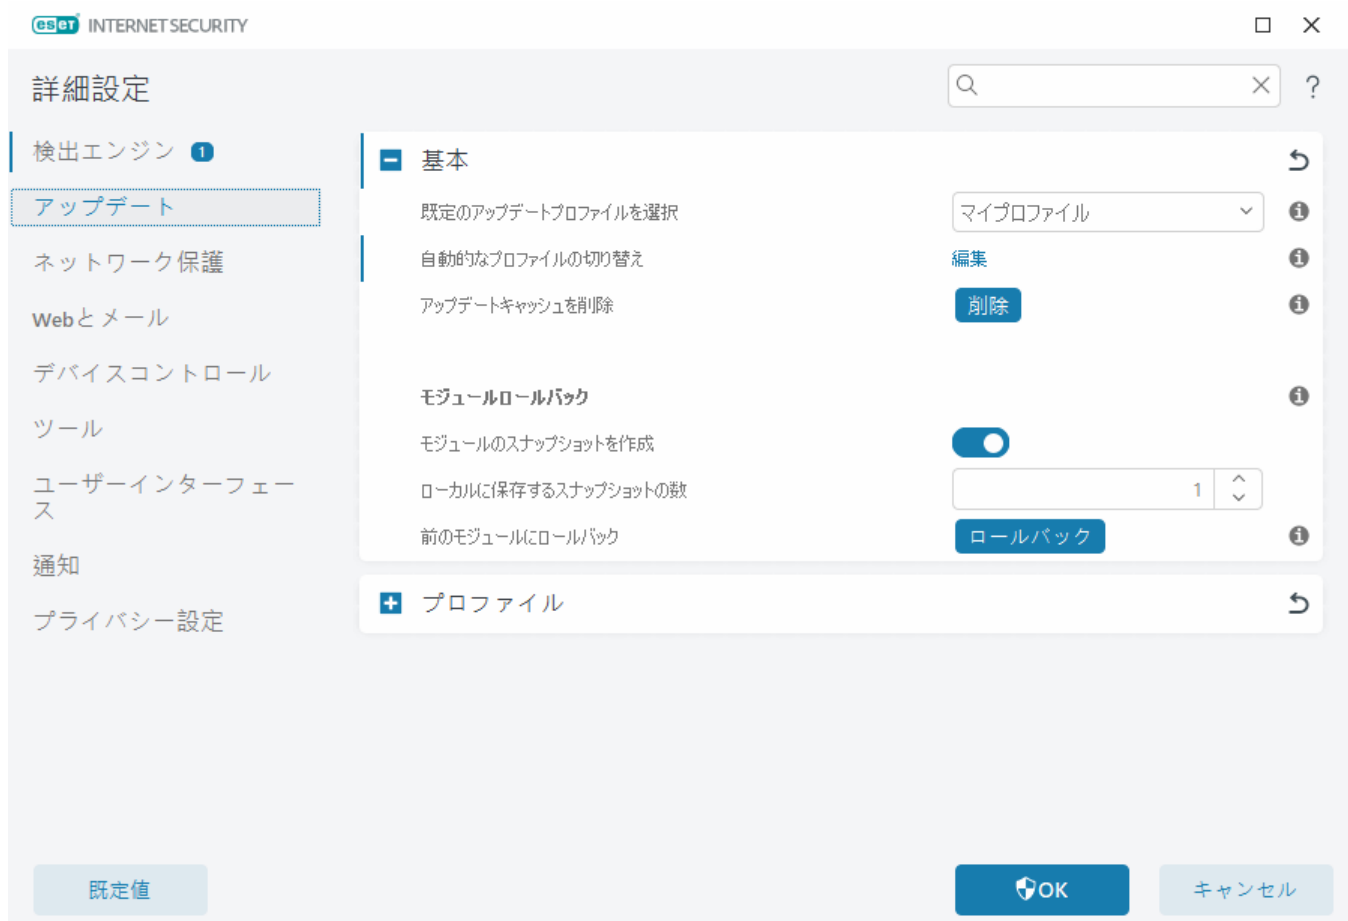 eset INTERNET SECURITY
詳細設定
?
検出エンジン 1
アップデート
ネットワーク保護
Webとメール
デバイスコントロール
ツール
ユーザーインターフェー
ス
通知
プライバシー設定
基本
既定のアップデートプロファイルを選択 マイプロファイル
自動的なプロファイルの切り替え 編集
アップデートキャッシュを削除 削除
モジュールロールバック
モジュールのスナップショットを作成
ローカルに保存するスナップショットの数 1
前のモジュールにロールバック ロールバック
プロファイル
既定値 OK キャンセル